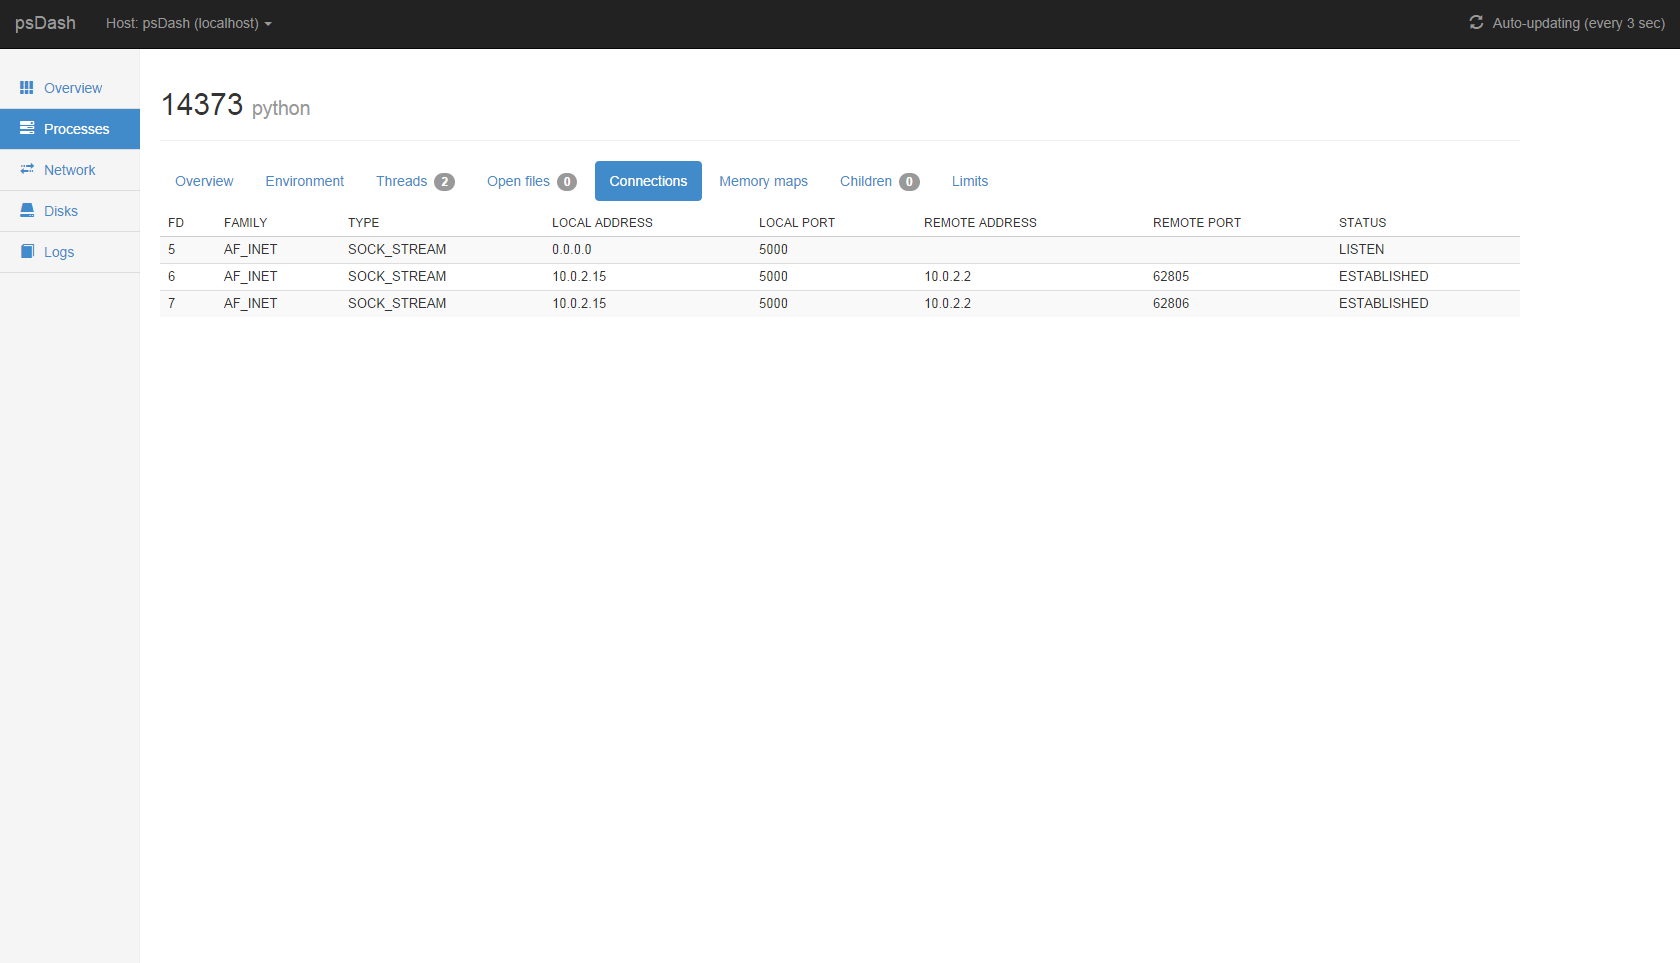 psDash Host: psDash (localhost) Auto-updating (every 3 sec)
Overview
Processes
Network
Disks
Logs
14373 python
Overview Environment Threads 2 Open files 0 Connections Memory maps Children 0 Limits
FD FAMILY TYPE LOCAL ADDRESS LOCAL PORT REMOTE ADDRESS REMOTE PORT STATUS
5 AF_INET SOCK_STREAM 0.0.0.0 5000 LISTEN
6 AF_INET SOCK_STREAM 10.0.2.15 5000 10.0.2.2 62805 ESTABLISHED
7 AF_INET SOCK_STREAM 10.0.2.15 5000 10.0.2.2 62806 ESTABLISHED